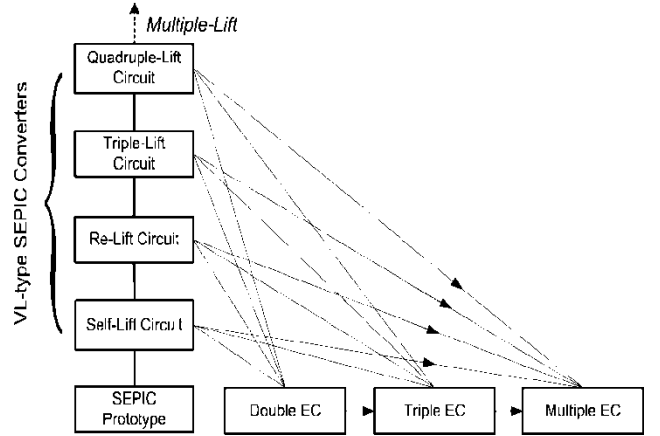 Multiple-Lift
Quadruple-Lift
Circuit
Triple-Lift
Circuit
Re-Lift Circuit
Self-Lift Circuit
SEPIC
Prototype
VL-type SEPIC Converters
Double EC
Triple EC
Multiple EC